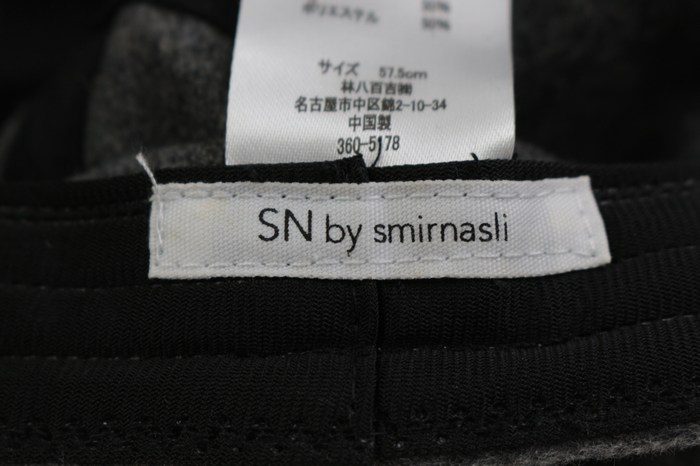 ポリエステル 50%
サイズ 57.5cm
林八百吉㈱
名古屋市中区錦2-10-34
中国製
360-5178
SN by smirnasli